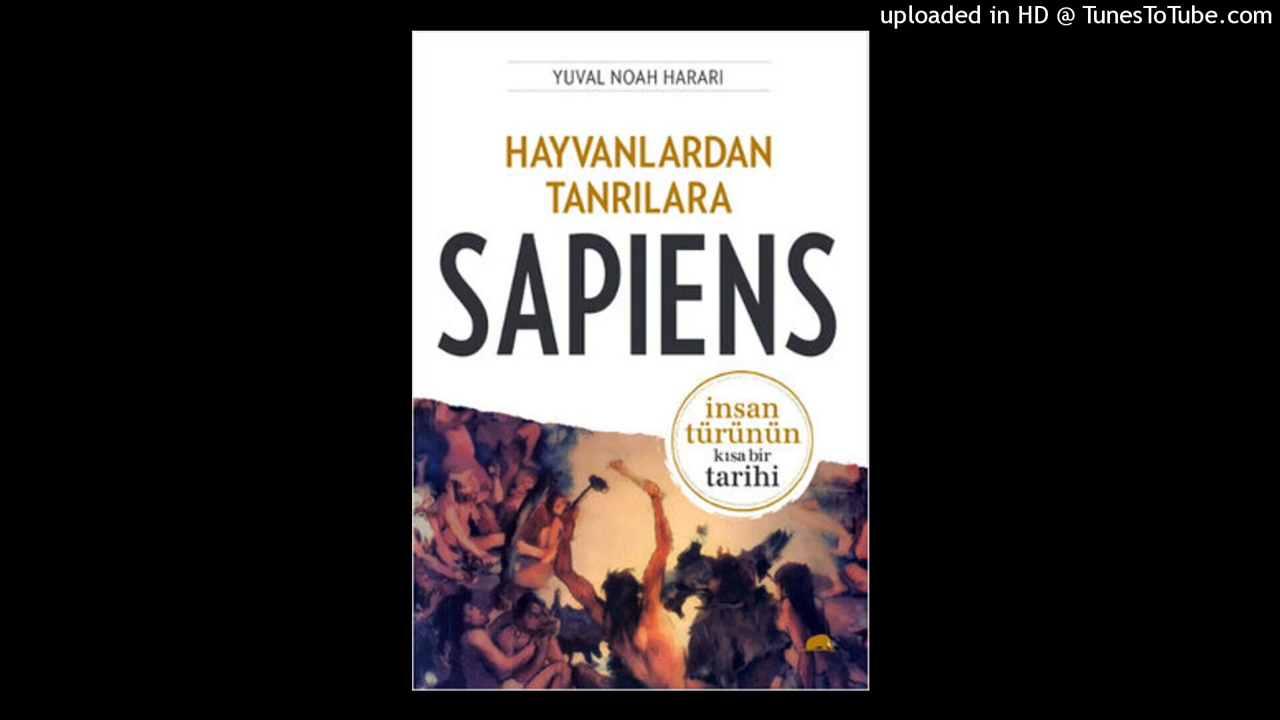 uploaded in HD @ TunesToTube.com
YUVAL NOAH HARARI
HAYVANLARDAN
TANRILARA
SAPIENS
insan
türünün
kısa bir
tarihi